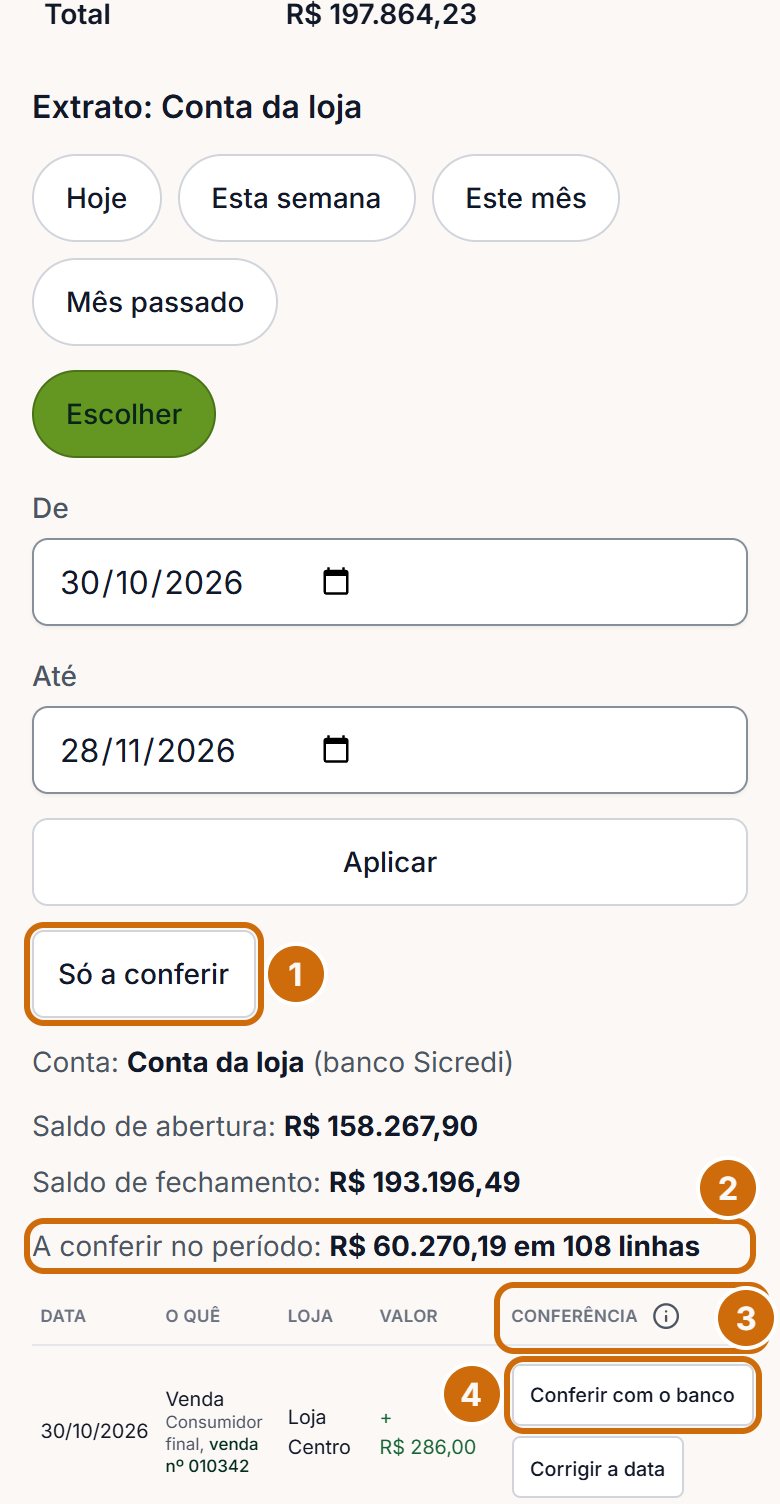 Total R$ 197.864,23
Extrato: Conta da loja
Hoje Esta semana Este mês
Mês passado
Escolher
De
30/10/2026
Até
28/11/2026
Aplicar
Só a conferir 1
Conta: Conta da loja (banco Sicredi)
Saldo de abertura: R$ 158.267,90
Saldo de fechamento: R$ 193.196,49
2
A conferir no período: R$ 60.270,19 em 108 linhas
DATA O QUÊ LOJA VALOR CONFERÊNCIA 3
30/10/2026
Venda
Consumidor
final, venda
nº 010342
Loja
Centro
+
R$ 286,00
4 Conferir com o banco
Corrigir a data